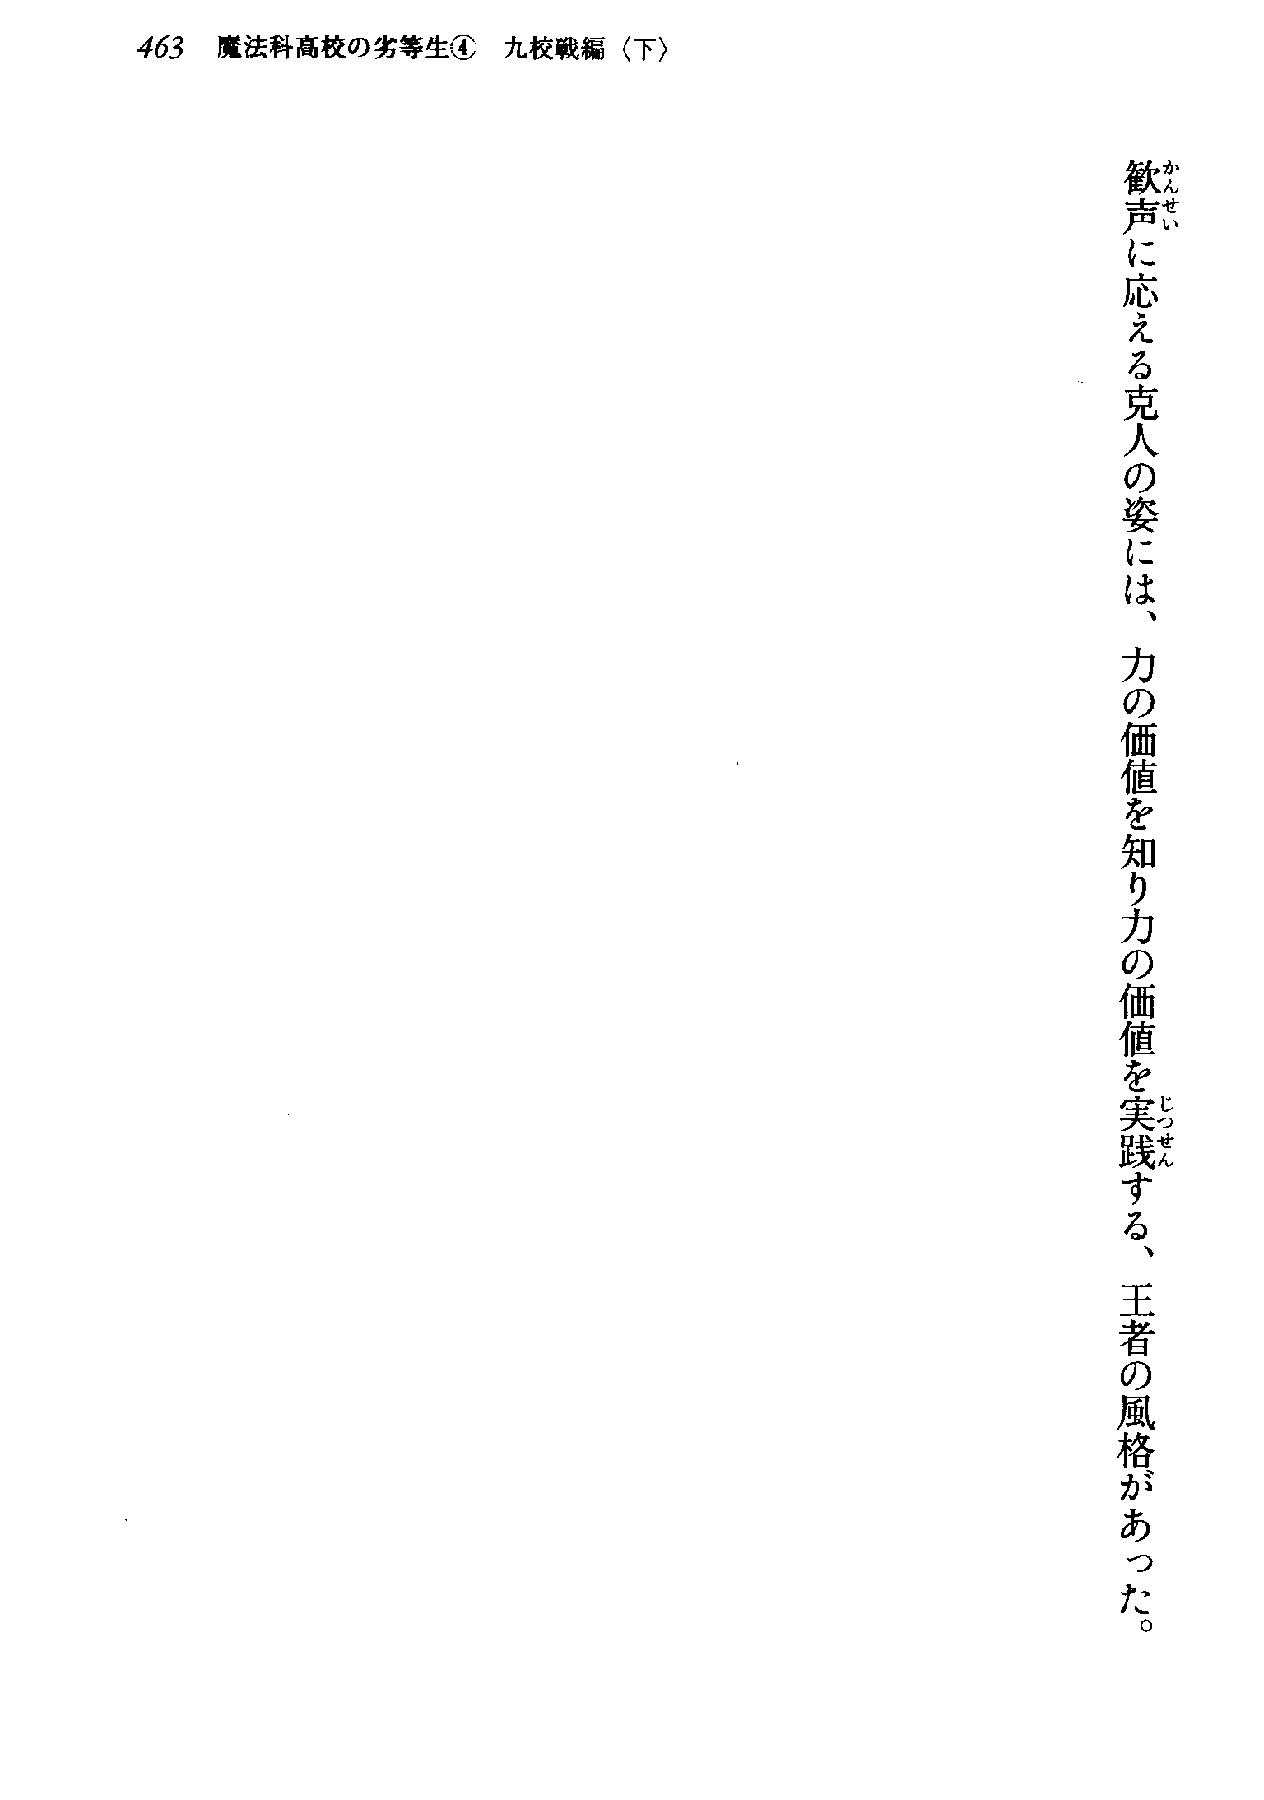 463 魔法科高校の劣等生④ 九校戦編〈下〉
歓声に応える克人の姿には、力の価値を知り力の価値を実践する、王者の風格があった。
かんせい
じっせん